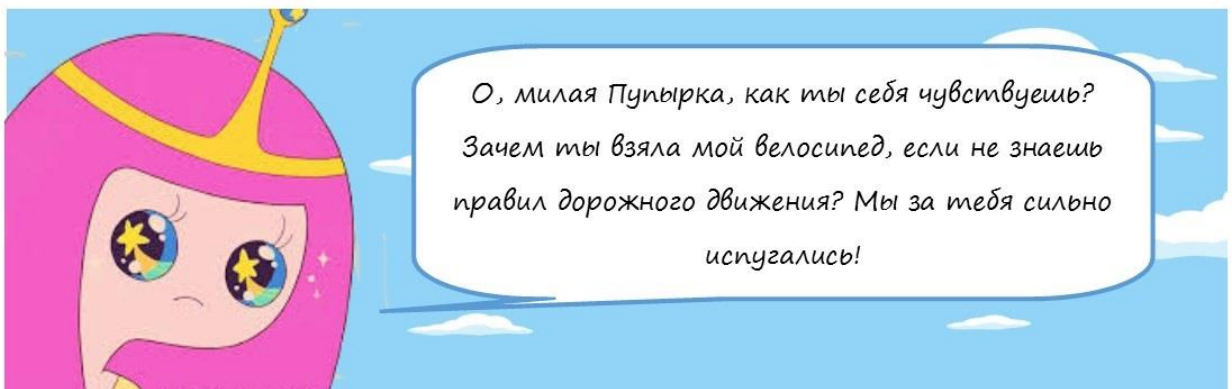 О, милая Пупырка, как ты себя чувствуешь?
Зачем ты взяла мой велосипед, если не знаешь
правил дорожного движения? Мы за тебя сильно
испугались!